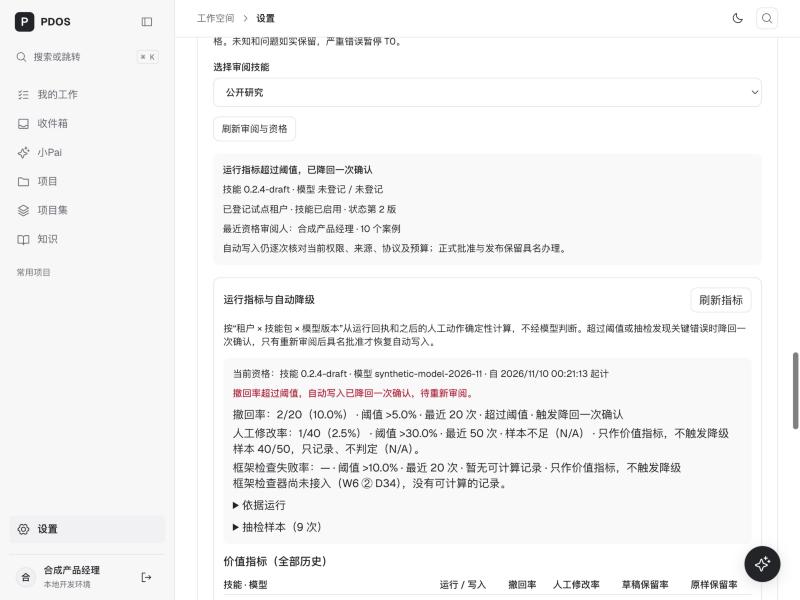 P PDOS
工作空间 > 设置
搜索或跳转 ⌘ K
我的工作
收件箱
小Pai
项目
项目集
知识
常用项目
设置
合 合成产品经理
本地开发环境
格。未知和问题如实保留，严重错误暂停 T0。
选择审阅技能
公开研究
刷新审阅与资格
运行指标超过阈值，已降回一次确认
技能 0.2.4-draft · 模型 未登记 / 未登记
已登记试点租户 · 技能已启用 · 状态第 2 版
最近资格审阅人：合成产品经理 · 10 个案例
自动写入仍逐次核对当前权限、来源、协议及预算；正式批准与发布保留具名办理。
运行指标与自动降级
刷新指标
按“租户 × 技能包 × 模型版本”从运行回执和之后的人工动作确定性计算，不经模型判断。超过阈值或抽检发现关键错误时降回一
次确认，只有重新审阅后具名批准才恢复自动写入。
当前资格：技能 0.2.4-draft · 模型 synthetic-model-2026-11 · 自 2026/11/10 00:21:13 起计
撤回率超过阈值，自动写入已降回一次确认，待重新审阅。
撤回率：2/20（10.0%） · 阈值 >5.0% · 最近 20 次 · 超过阈值 · 触发降回一次确认
人工修改率：1/40（2.5%） · 阈值 >30.0% · 最近 50 次 · 样本不足（N/A） · 只作价值指标，不触发降级
样本 40/50，只记录、不判定（N/A）。
框架检查失败率：— · 阈值 >10.0% · 最近 20 次 · 暂无可计算记录 · 只作价值指标，不触发降级
框架检查器尚未接入（W6 ② D34），没有可计算的记录。
▶ 依据运行
▶ 抽检样本（9 次）
价值指标（全部历史）
技能 · 模型 运行 / 写入 撤回率 人工修改率 草稿保留率 原样保留率